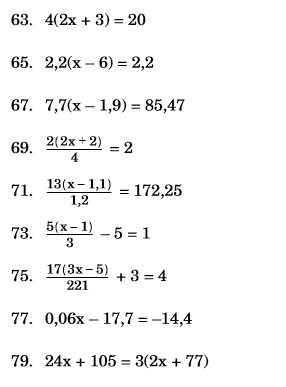 63. 4(2x + 3) = 20
65. 2,2(x – 6) = 2,2
67. 7,7(x – 1,9) = 85,47
69. 2(2x + 2)/4 = 2
71. 13(x – 1,1)/1,2 = 172,25
73. 5(x – 1)/3 – 5 = 1
75. 17(3x – 5)/221 + 3 = 4
77. 0,06x – 17,7 = –14,4
79. 24x + 105 = 3(2x + 77)